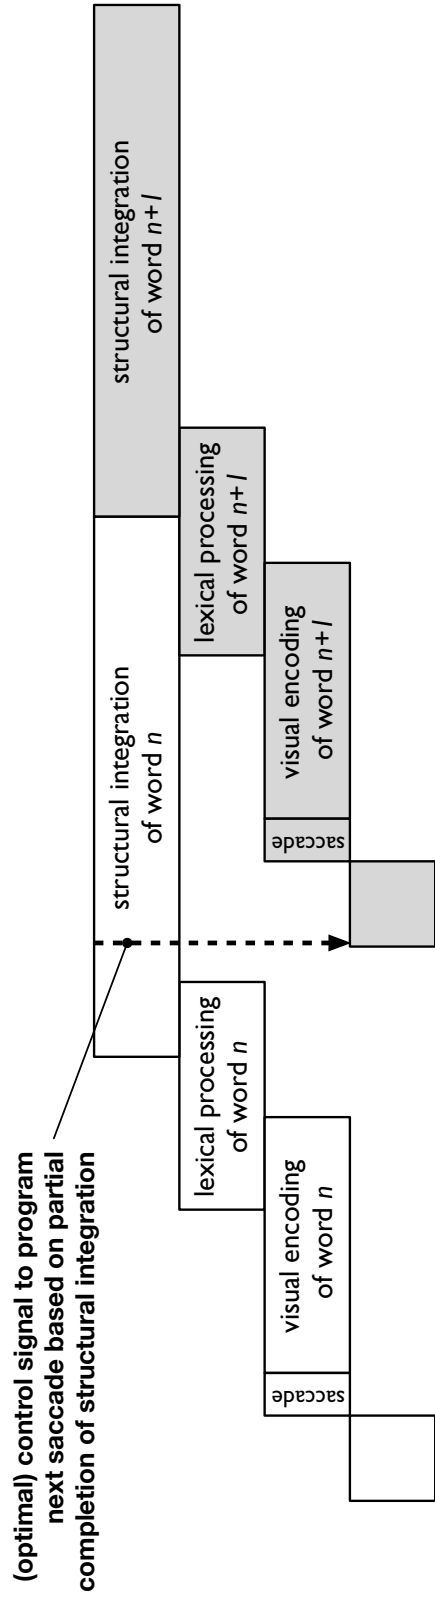 (optimal) control signal to program
next saccade based on partial
completion of structural integration
structural integration
of word n
structural integration
of word n+1
lexical processing
of word n
lexical processing
of word n+1
saccade
visual encoding
of word n
saccade
visual encoding
of word n+1